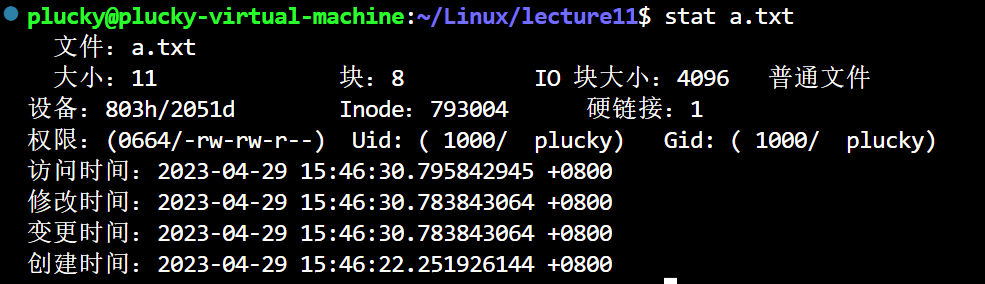 plucky@plucky-virtual-machine:~/Linux/lecture11$ stat a.txt
文件：a.txt
大小：11 块：8 IO 块大小：4096 普通文件
设备：803h/2051d Inode：793004 硬链接：1
权限：(0664/-rw-rw-r--) Uid: ( 1000/ plucky) Gid: ( 1000/ plucky)
访问时间：2023-04-29 15:46:30.795842945 +0800
修改时间：2023-04-29 15:46:30.783843064 +0800
变更时间：2023-04-29 15:46:30.783843064 +0800
创建时间：2023-04-29 15:46:22.251926144 +0800